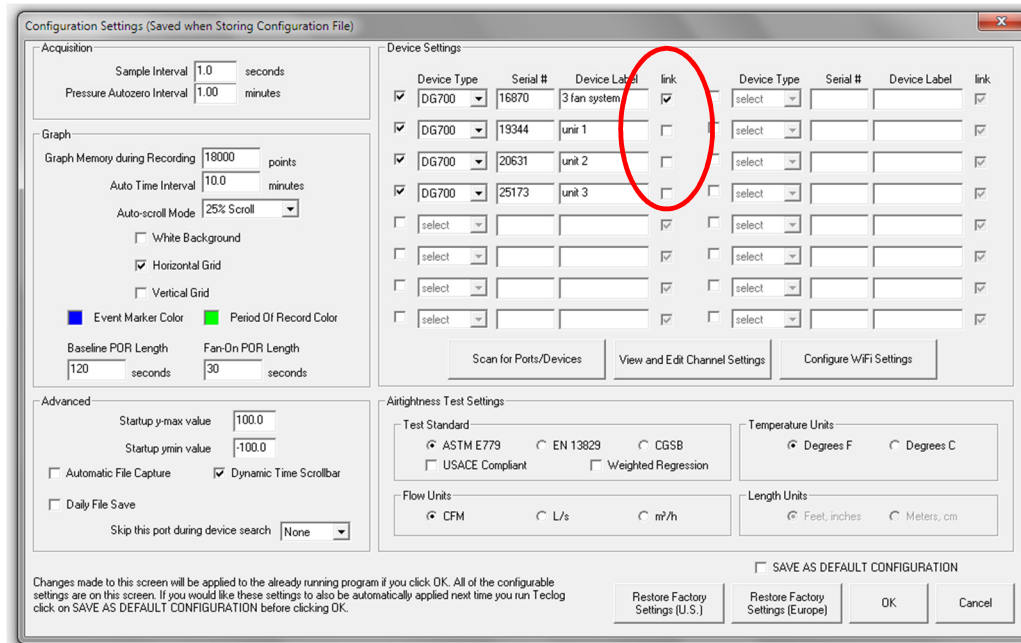 Configuration Settings (Saved when Storing Configuration File)
Acquisition
Sample Interval 1.0 seconds
Pressure Autozero Interval 1.00 minutes
Graph
Graph Memory during Recording 18000 points
Auto Time Interval 10.0 minutes
Auto-scroll Mode 25% Scroll
White Background
Horizontal Grid
Vertical Grid
Event Marker Color Period Of Record Color
Baseline POR Length Fan-On POR Length
120 seconds 30 seconds
Advanced
Startup y-max value 100.0
Startup ymin value -100.0
Automatic File Capture Dynamic Time Scrollbar
Daily File Save
Skip this port during device search None
Device Settings
Device Type Serial # Device Label link Device Type Serial # Device Label link
DG700 16870 3 fan system select
DG700 19344 unir 1 select
DG700 20631 unit 2 select
DG700 25173 unit 3 select
select select
select select
select select
select select
Scan for Ports/Devices View and Edit Channel Settings Configure WiFi Settings
Airtightness Test Settings
Test Standard
ASTM E779 EN 13829 CGSB
USACE Compliant Weighted Regression
Temperature Units
Degrees F Degrees C
Flow Units
CFM L/s m³/h
Length Units
Feet, inches Meters, cm
SAVE AS DEFAULT CONFIGURATION
Changes made to this screen will be applied to the already running program if you click OK. All of the configurable
settings are on this screen. If you would like these settings to also be automatically applied next time you run Teclog
click on SAVE AS DEFAULT CONFIGURATION before clicking OK.
Restore Factory
Settings (U.S.)
Restore Factory
Settings (Europe)
OK
Cancel